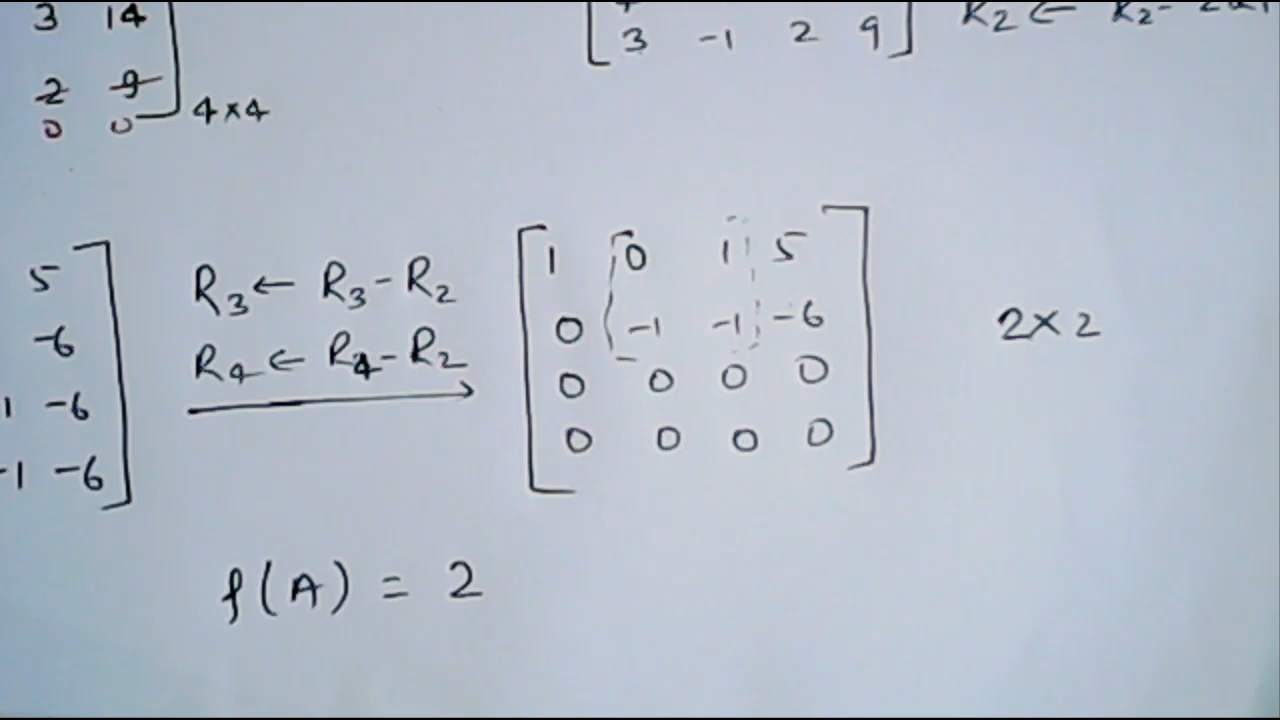 3 14
2 9
0 0
4×4
3 -1 2 9
R2 ← R2-
5
-6
1 -6
-1 -6
R3 ← R3-R2
R4 ← R4-R2
1 0 1 5
0 -1 -1 -6
0 0 0 0
0 0 0 0
2×2
ρ(A) = 2